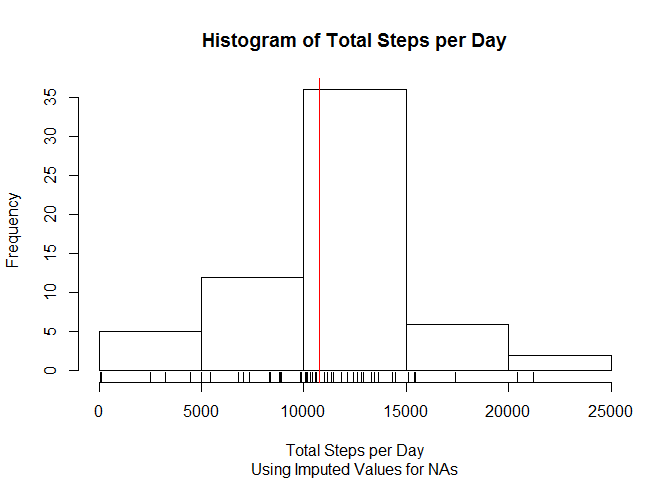 Histogram of Total Steps per Day
Frequency
35
30
25
20
15
10
5
0
0 5000 10000 15000 20000 25000
Total Steps per Day
Using Imputed Values for NAs